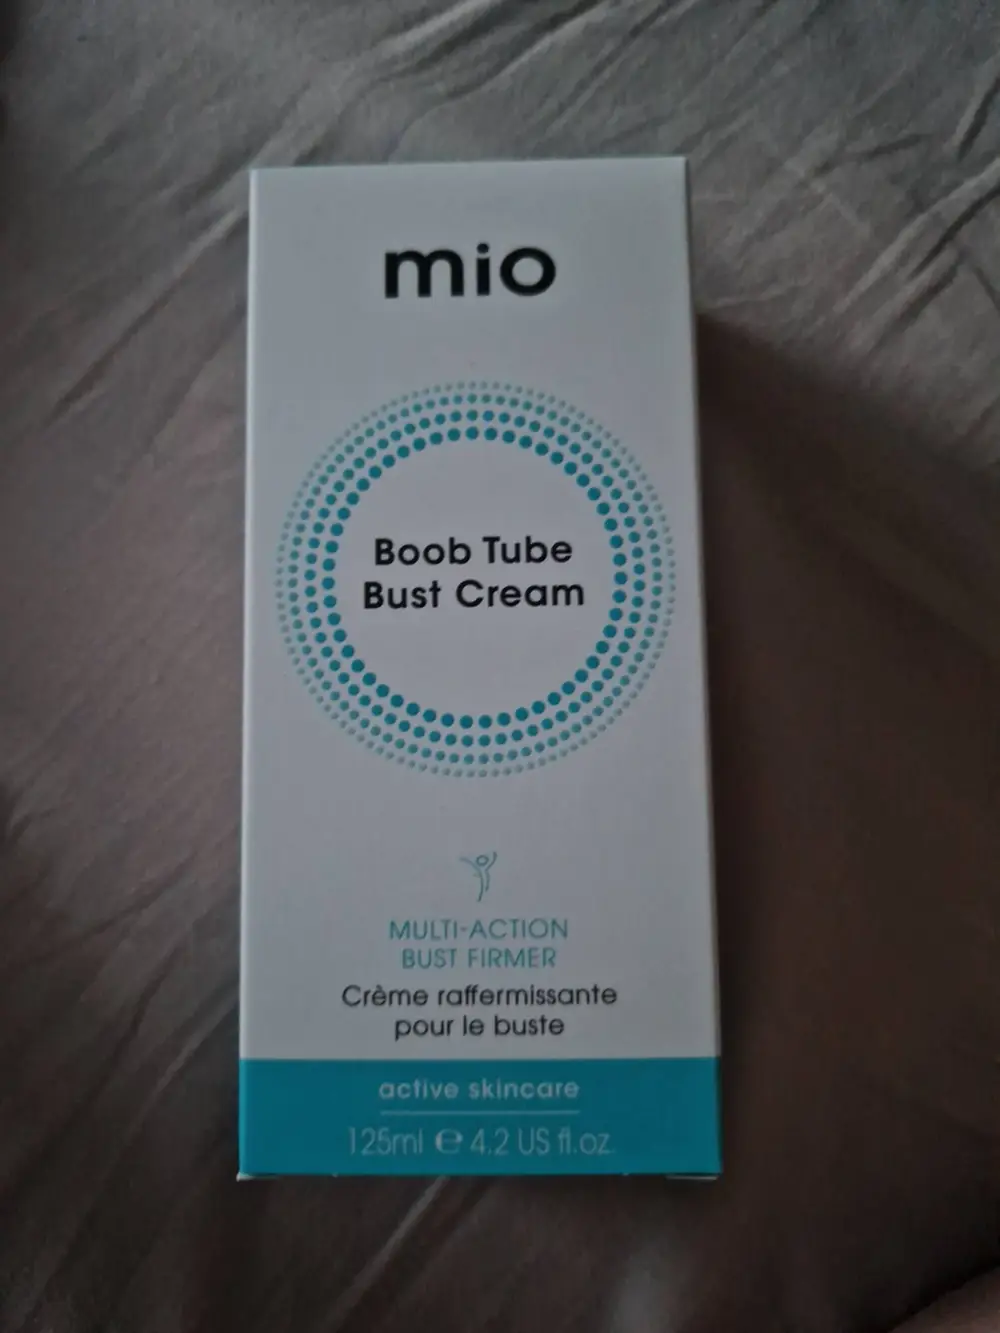 mio
Boob Tube
Bust Cream
MULTI-ACTION
BUST FIRMER
Crème raffermissante
pour le buste
active skincare
125ml ℮ 4.2 US fl.oz